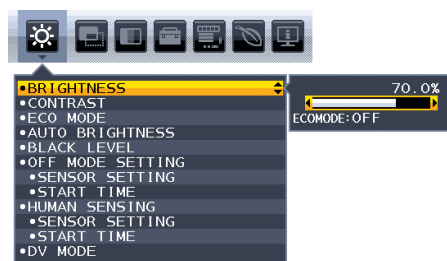 •BRIGHTNESS
70.0%
•CONTRAST
ECOMODE:OFF
•ECO MODE
•AUTO BRIGHTNESS
•BLACK LEVEL
•OFF MODE SETTING
•SENSOR SETTING
•START TIME
•HUMAN SENSING
•SENSOR SETTING
•START TIME
•DV MODE